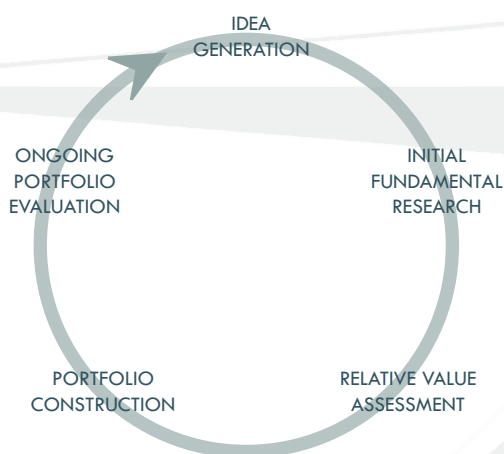 IDEA
GENERATION
INITIAL
FUNDAMENTAL
RESEARCH
RELATIVE VALUE
ASSESSMENT
PORTFOLIO
CONSTRUCTION
ONGOING
PORTFOLIO
EVALUATION